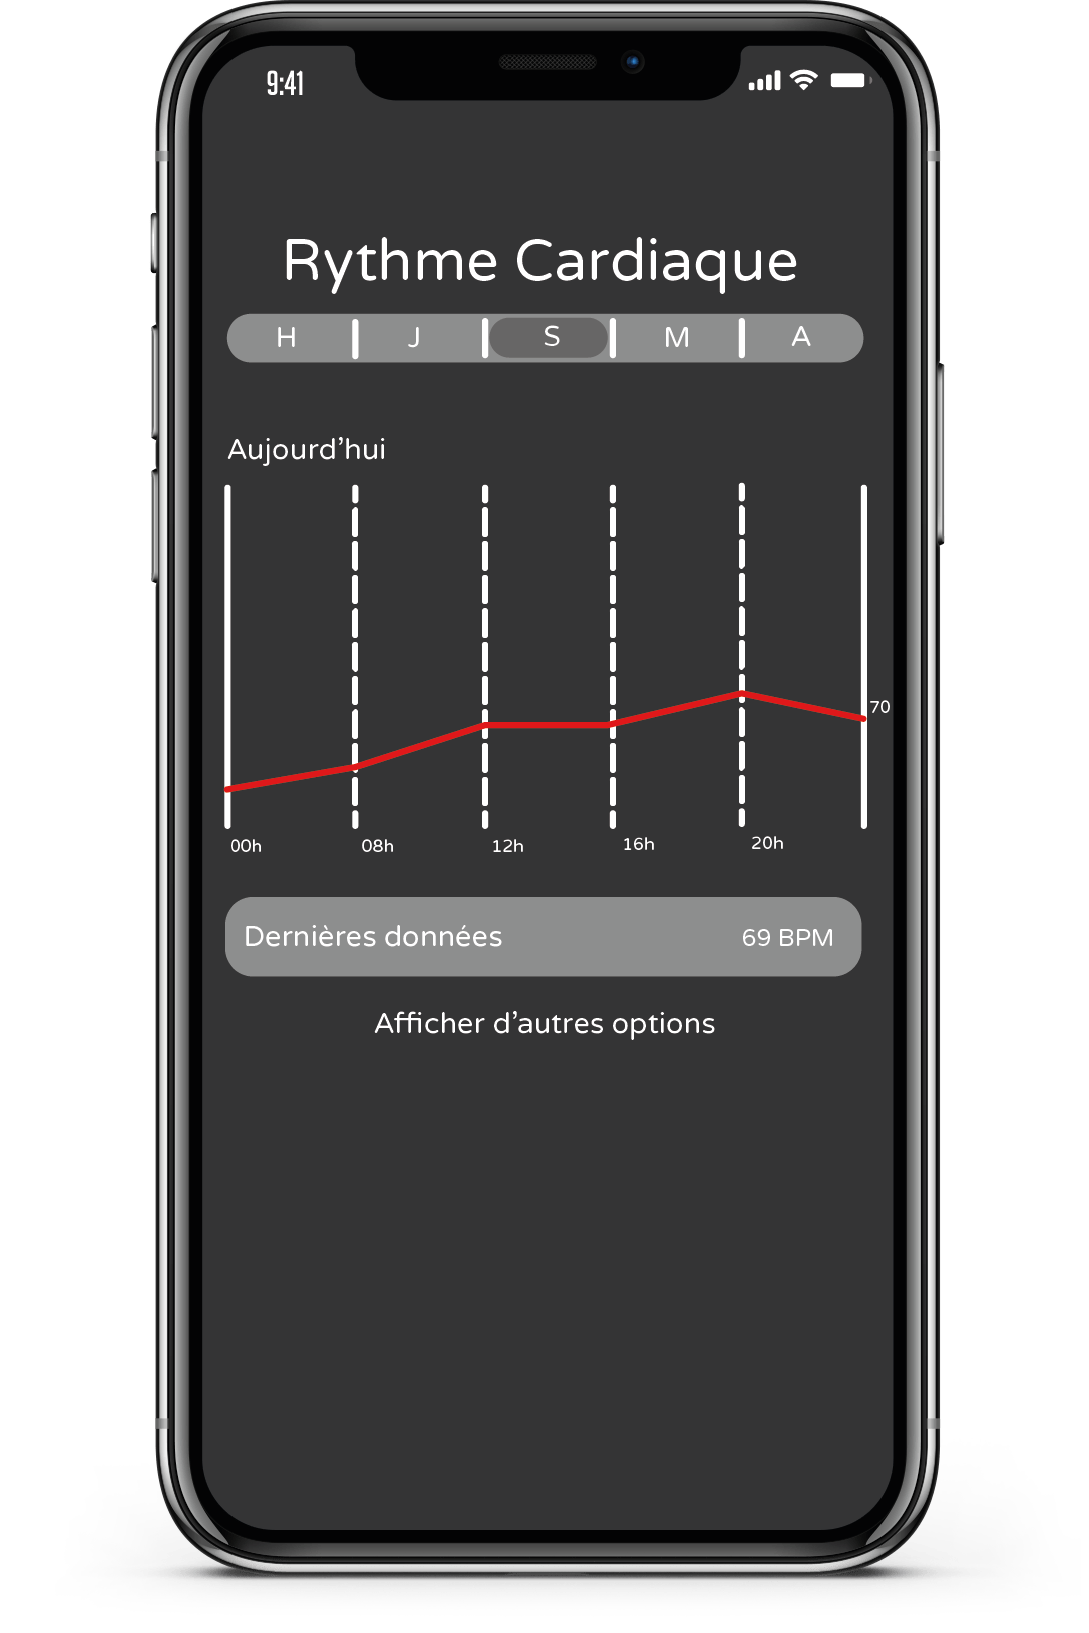 9:41
Rythme Cardiaque
H J S M A
Aujourd’hui
70
00h 08h 12h 16h 20h
Dernières données 69 BPM
Afficher d’autres options